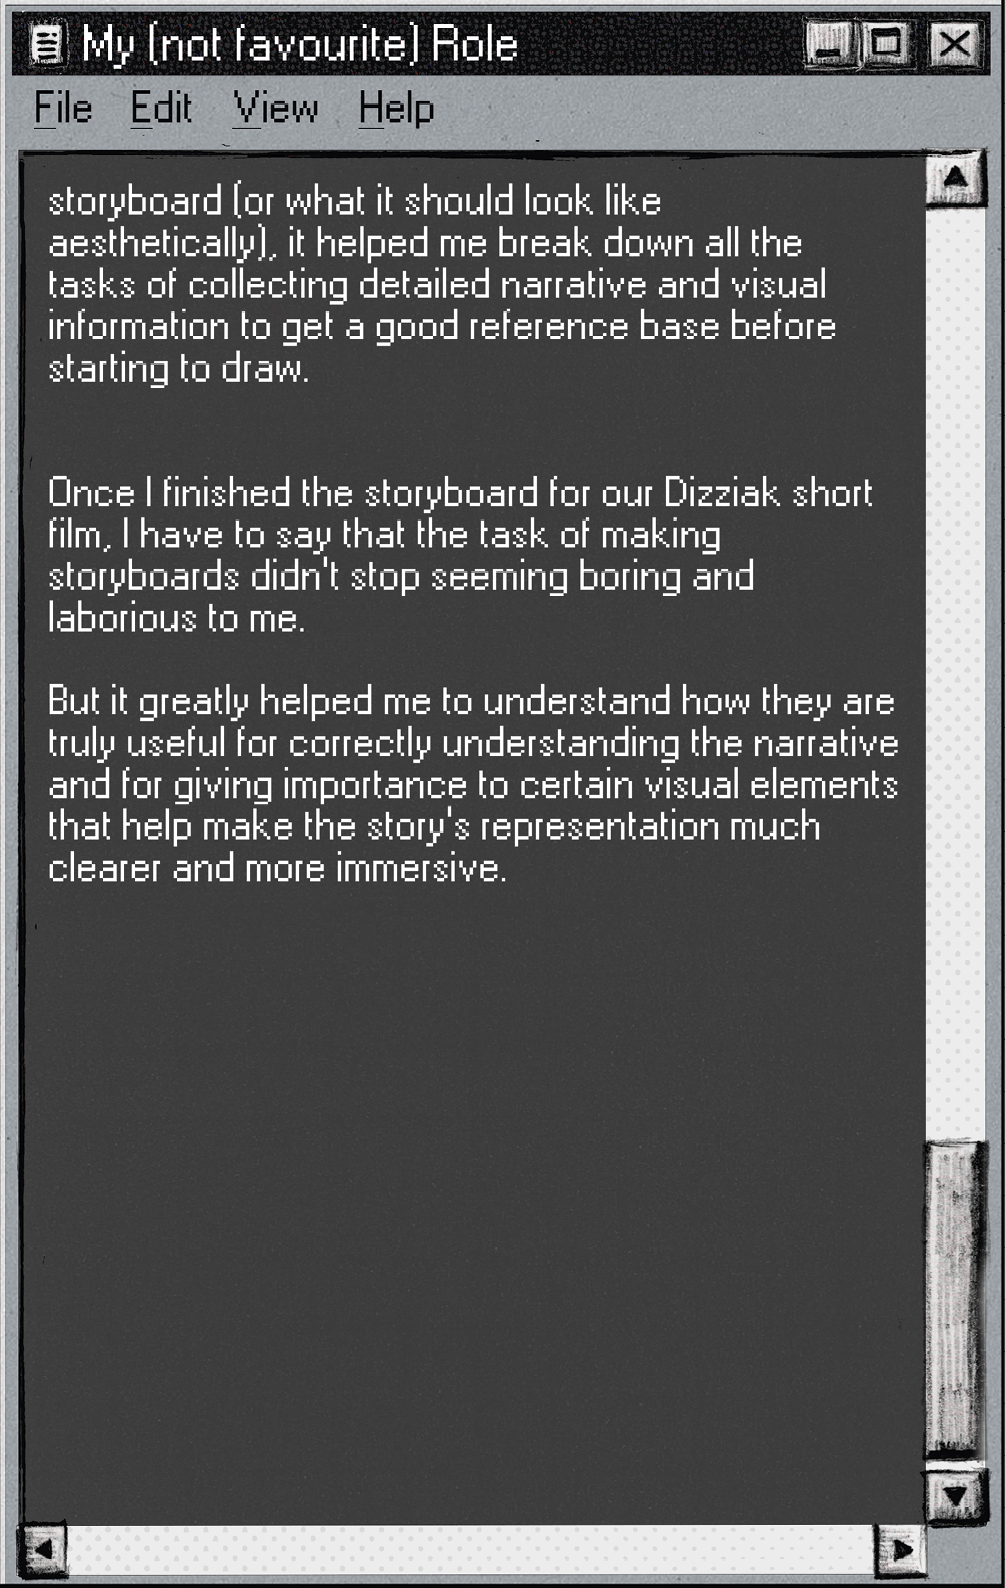 My (not favourite) Role
File Edit View Help
storyboard (or what it should look like
aesthetically), it helped me break down all the
tasks of collecting detailed narrative and visual
information to get a good reference base before
starting to draw.
Once I finished the storyboard for our Dizziak short
film, I have to say that the task of making
storyboards didn't stop seeming boring and
laborious to me.
But it greatly helped me to understand how they are
truly useful for correctly understanding the narrative
and for giving importance to certain visual elements
that help make the story's representation much
clearer and more immersive.